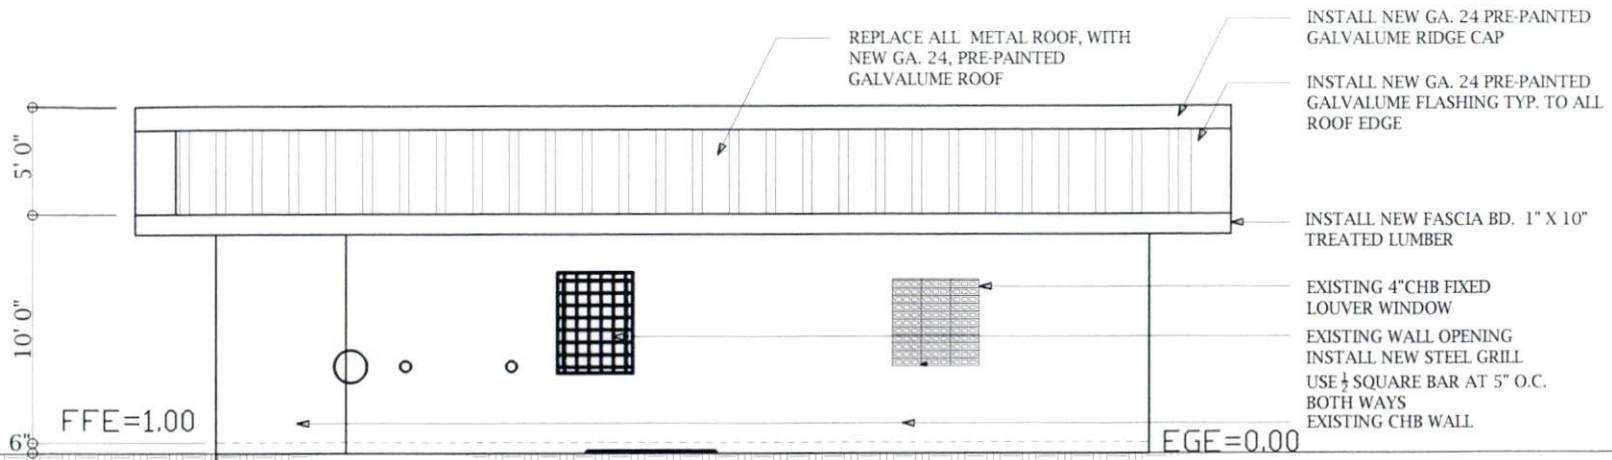 REPLACE ALL METAL ROOF, WITH
NEW GA. 24, PRE-PAINTED
GALVALUME ROOF
INSTALL NEW GA. 24 PRE-PAINTED
GALVALUME RIDGE CAP
INSTALL NEW GA. 24 PRE-PAINTED
GALVALUME FLASHING TYP. TO ALL
ROOF EDGE
INSTALL NEW FASCIA BD. 1" X 10"
TREATED LUMBER
EXISTING 4"CHB FIXED
LOUVER WINDOW
EXISTING WALL OPENING
INSTALL NEW STEEL GRILL
USE ½ SQUARE BAR AT 5" O.C.
BOTH WAYS
EXISTING CHB WALL
5' 0"
10' 0"
6"
FFE=1.00
EGE=0.00